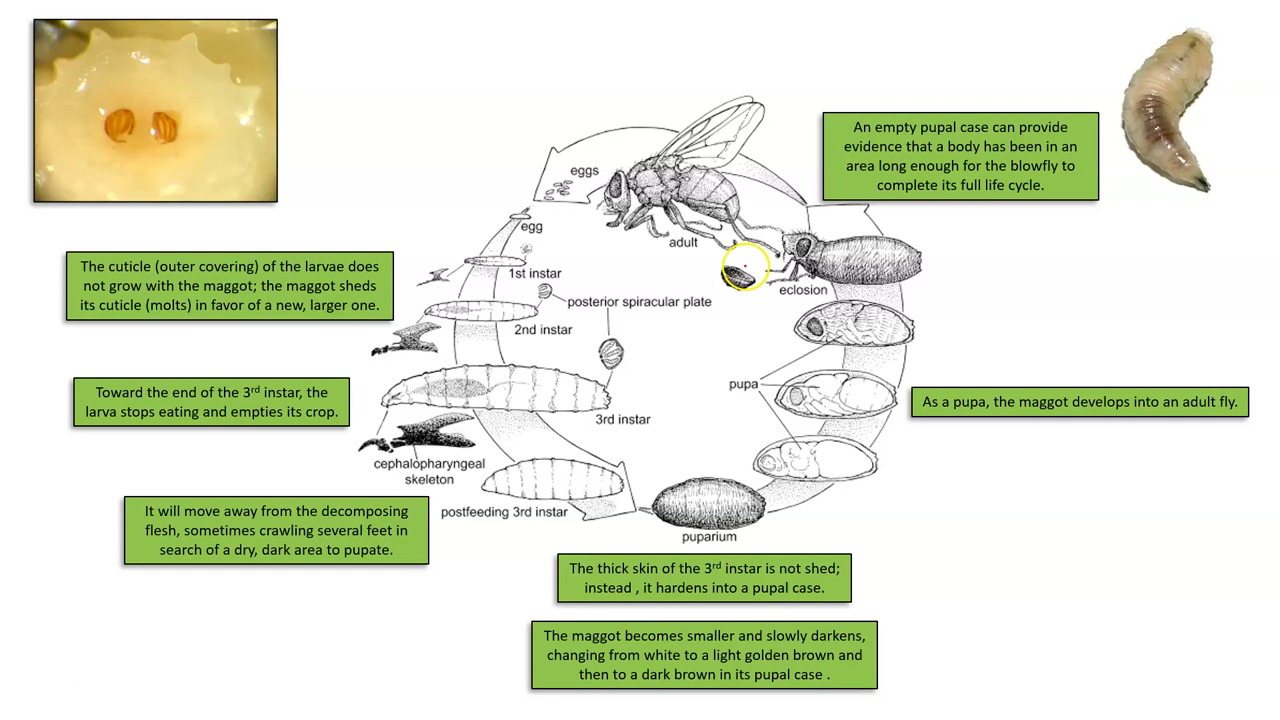 An empty pupal case can provide
evidence that a body has been in an
area long enough for the blowfly to
complete its full life cycle.
eggs
egg
adult
eclosion
The cuticle (outer covering) of the larvae does
not grow with the maggot; the maggot sheds
its cuticle (molts) in favor of a new, larger one.
1st instar
posterior spiracular plate
2nd instar
Toward the end of the 3rd instar, the
larva stops eating and empties its crop.
pupa
As a pupa, the maggot develops into an adult fly.
3rd instar
cephalopharyngeal
skeleton
It will move away from the decomposing
flesh, sometimes crawling several feet in
search of a dry, dark area to pupate.
postfeeding 3rd instar
puparium
The thick skin of the 3rd instar is not shed;
instead , it hardens into a pupal case.
The maggot becomes smaller and slowly darkens,
changing from white to a light golden brown and
then to a dark brown in its pupal case .